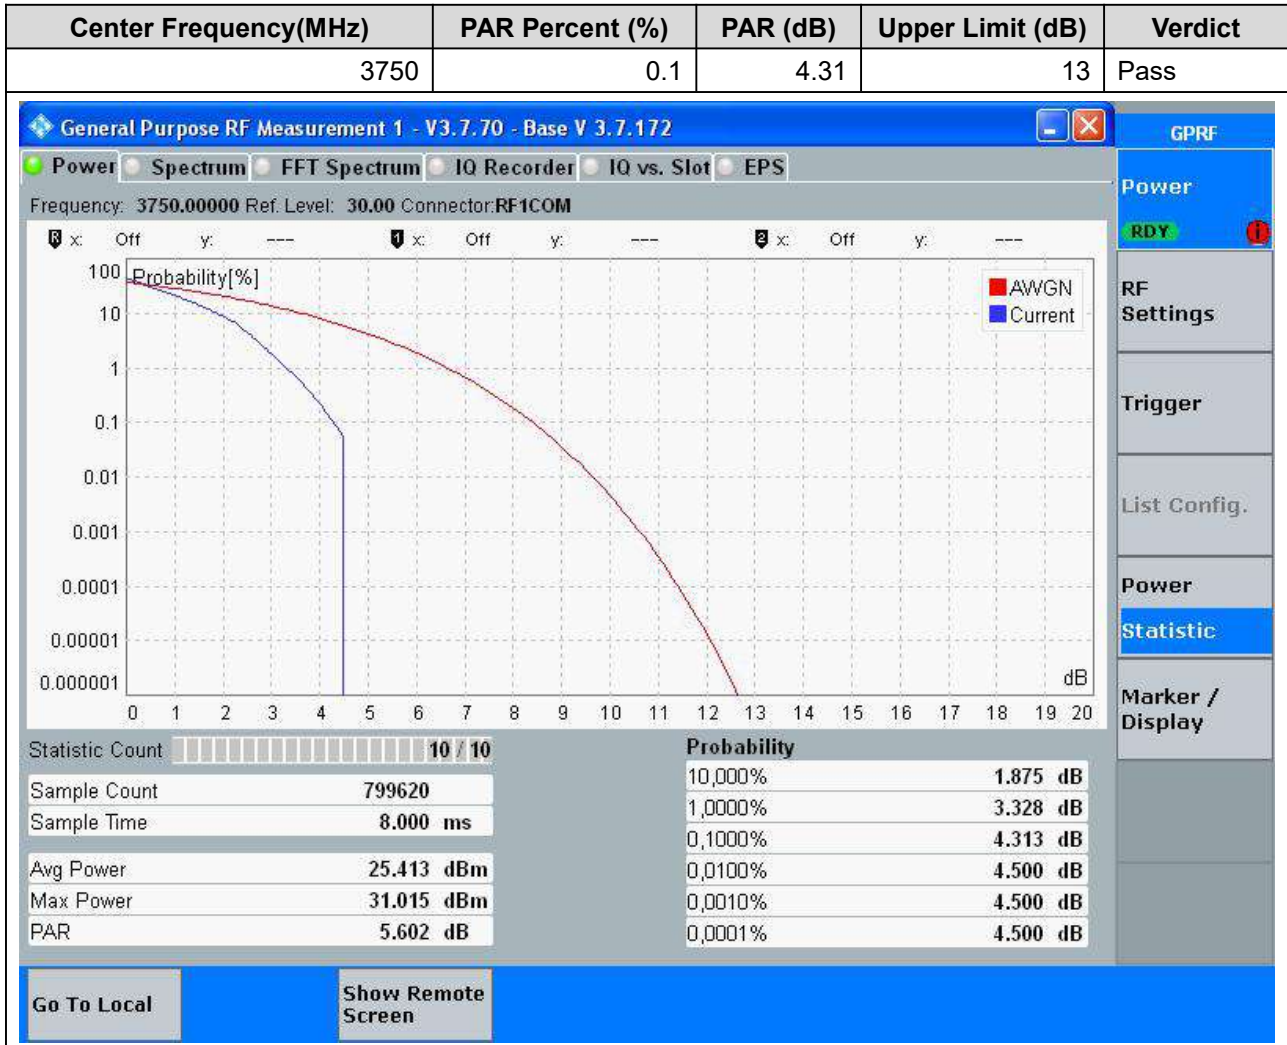 Center Frequency(MHz) PAR Percent (%) PAR (dB) Upper Limit (dB) Verdict
3750 0.1 4.31 13 Pass
General Purpose RF Measurement 1 - V3.7.70 - Base V 3.7.172
GPRF
Power Spectrum FFT Spectrum IQ Recorder IQ vs. Slot EPS
Frequency: 3750.00000 Ref. Level: 30.00 Connector:RF1COM
R x: Off y: --- 1 x: Off y: --- 2 x: Off y: ---
Probability[%]
100
10
1
0.1
0.01
0.001
0.0001
0.00001
0.000001
AWGN
Current
dB
0 1 2 3 4 5 6 7 8 9 10 11 12 13 14 15 16 17 18 19 20
Statistic Count 10 / 10
Sample Count 799620
Sample Time 8.000 ms
Avg Power 25.413 dBm
Max Power 31.015 dBm
PAR 5.602 dB
Probability
10,000% 1.875 dB
1,0000% 3.328 dB
0,1000% 4.313 dB
0,0100% 4.500 dB
0,0010% 4.500 dB
0,0001% 4.500 dB
Power
RDY i
RF
Settings
Trigger
List Config.
Power
Statistic
Marker /
Display
Go To Local
Show Remote
Screen